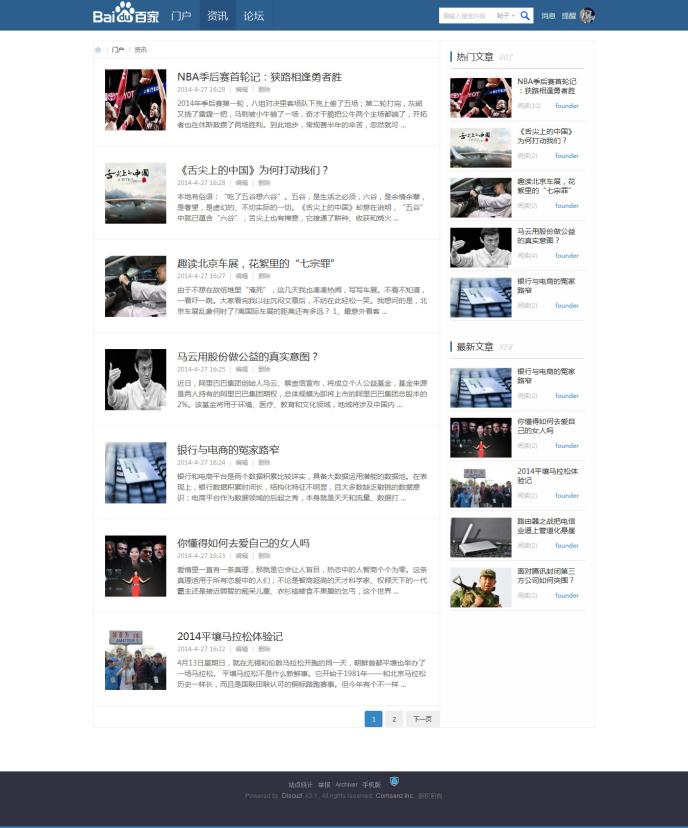 Bai du 百家
门户
资讯
论坛
请输入搜索内容
帖子
消息
提醒
门户
资讯
NBA季后赛首轮记：狭路相逢勇者胜
2014-4-27 16:29 | 编辑 | 删除
2014年季后赛第一轮，八组对决里客场队下克上偷了五场；第二轮打完，灰熊
又挠了雷霆一把，马刺被小牛偷了一场，奇才干脆把公牛两个主场都端了，开拓
者也在休斯敦摸了两场胜利。到此地步，常规赛半年的辛苦，忽忽就可 ...
《舌尖上的中国》为何打动我们？
2014-4-27 16:28 | 编辑 | 删除
本地有俗语：“吃了五谷想六谷”。五谷，是生活之必须，六谷，是余情余孽，
是奢望，是虚幻的、不切实际的一切。《舌尖上的中国》却意在说明，“五谷”
中就已蕴含“六谷”，舌尖上也有禅意，它接通了耕种、收获和烧火 ...
趣读北京车展，花絮里的“七宗罪”
2014-4-27 16:27 | 编辑 | 删除
由于不想在故纸堆里“淹死”，这几天我也凑凑热闹，写写车展。不看不知道，
一看吓一跳。大家看完我以往沉闷文章后，不妨在此轻松一笑。我想问的是，北
京车展乱象何时了?离国际车展的距离还有多远？ 1、最意外看客 ...
马云用股份做公益的真实意图？
2014-4-27 16:25 | 编辑 | 删除
近日，阿里巴巴集团创始人马云、蔡崇信宣布，将成立个人公益基金，基金来源
是两人持有的阿里巴巴集团期权，总体规模为即将上市的阿里巴巴集团总股本的
2%。该基金将用于环境、医疗、教育和文化领域，地域将涉及中国内 ...
银行与电商的冤家路窄
2014-4-27 16:24 | 编辑 | 删除
银行和电商平台是两个数据积累比较详实，具备大数据运用潜能的数据池。在表
现上，银行数据积累时间长，结构化特征不明显，且大多数缺乏敏锐的数据意
识；电商平台作为数据领域的后起之秀，本身就是天天和流量、数据打 ...
你懂得如何去爱自己的女人吗
2014-4-27 16:23 | 编辑 | 删除
爱情里一直有一条真理，那就是它会让人盲目，热恋中的人智商个个为零。这条
真理适用于所有恋爱中的人们，不论是智商超高的天才科学家、权倾天下的一代
霸主还是接近弱智的痴呆儿童、衣衫褴褛食不果腹的乞丐，这个世界 ...
2014平壤马拉松体验记
2014-4-27 16:22 | 编辑 | 删除
4月13日星期日，就在无锡和伦敦马拉松开跑的同一天，朝鲜首都平壤也举办了
一场马拉松。 平壤马拉松不是什么新鲜事。它开始于1981年——和北京马拉松
历史一样长，而且是国联田联认可的铜标路跑赛事。但今年有个不一样 ...
1 2 下一页
热门文章 HOT
NBA季后赛首轮记
：狭路相逢勇者胜
阅读(10) founder
《舌尖上的中国》
为何打动我们？
阅读(2) founder
趣读北京车展，花
絮里的“七宗罪”
阅读(2) founder
马云用股份做公益
的真实意图？
阅读(4) founder
银行与电商的冤家
路窄
阅读(2) founder
最新文章 NEW
银行与电商的冤家
路窄
阅读(2) founder
你懂得如何去爱自
己的女人吗
阅读(2) founder
2014平壤马拉松体
验记
阅读(2) founder
路由器之战把电信
业逼上管道化悬崖
阅读(2) founder
面对腾讯封闭第三
方公司如何突围？
阅读(2) founder
站点统计 举报 Archiver 手机版
Powered by Discuz! X3.1 . All rights reserved. Comsenz Inc. 版权所有